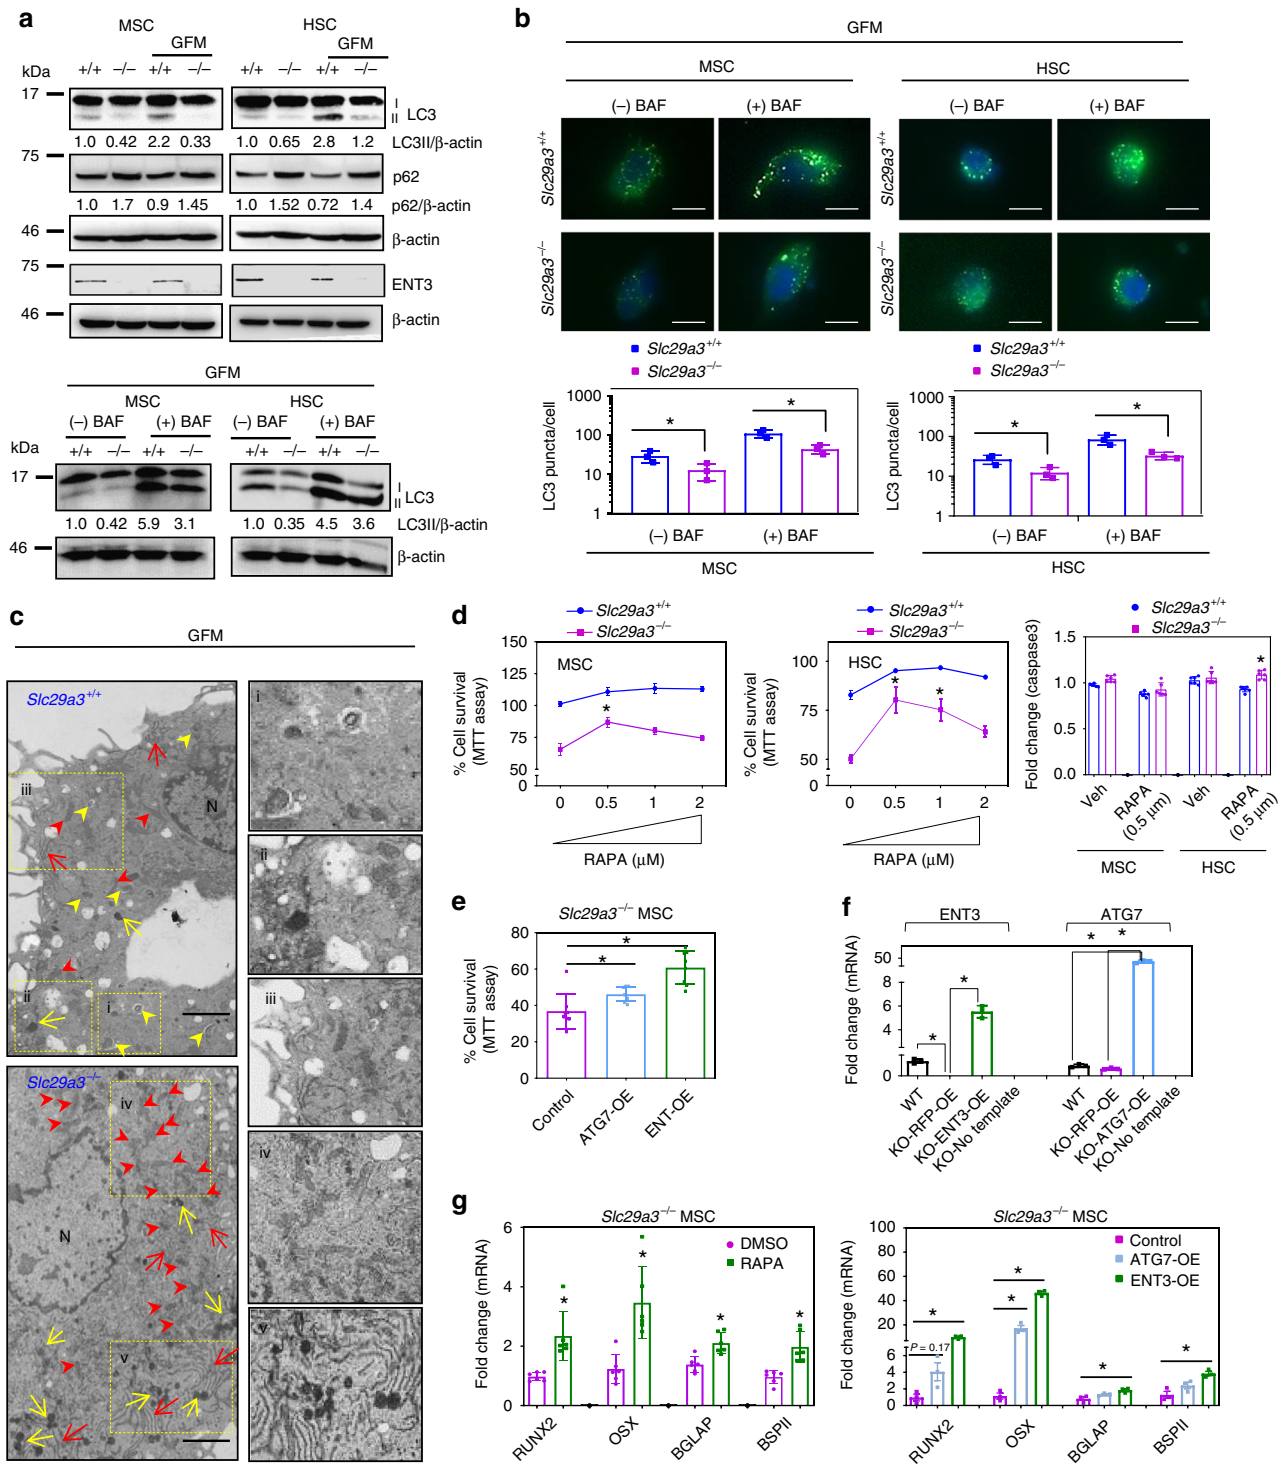 a
MSC
HSC
GFM
GFM
kDa
+/+ –/– +/+ –/–
+/+ –/– +/+ –/–
17
I
II LC3
1.0 0.42 2.2 0.33
1.0 0.65 2.8 1.2
LC3II/β-actin
75
p62
1.0 1.7 0.9 1.45
1.0 1.52 0.72 1.4
p62/β-actin
46
β-actin
75
ENT3
46
β-actin
GFM
MSC
HSC
(–) BAF (+) BAF
(–) BAF (+) BAF
kDa
+/+ –/– +/+ –/–
+/+ –/– +/+ –/–
17
I
II LC3
1.0 0.42 5.9 3.1
1.0 0.35 4.5 3.6
LC3II/β-actin
46
β-actin
b
GFM
MSC
HSC
(–) BAF
(+) BAF
(–) BAF
(+) BAF
Slc29a3+/+
Slc29a3+/+
Slc29a3–/–
Slc29a3–/–
Slc29a3+/+
Slc29a3–/–
LC3 puncta/cell
1000
100
10
1
*
*
(–) BAF
(+) BAF
MSC
Slc29a3+/+
Slc29a3–/–
LC3 puncta/cell
1000
100
10
1
*
*
(–) BAF
(+) BAF
HSC
c
GFM
Slc29a3+/+
N
iii
ii
i
Slc29a3–/–
N
iv
v
i
ii
iii
iv
v
d
Slc29a3+/+
Slc29a3–/–
% Cell survival
(MTT assay)
150
125
100
75
50
0
MSC
*
0 0.5 1 2
RAPA (μM)
Slc29a3+/+
Slc29a3–/–
% Cell survival
(MTT assay)
100
75
50
0
HSC
*
*
0 0.5 1 2
RAPA (μM)
Slc29a3+/+
Slc29a3–/–
Fold change (caspase3)
1.5
1.0
0.5
0.0
*
Veh
RAPA
(0.5 μm)
Veh
RAPA
(0.5 μm)
MSC
HSC
e
Slc29a3–/– MSC
% Cell survival
(MTT assay)
80
60
40
20
0
*
*
Control
ATG7-OE
ENT-OE
f
ENT3
ATG7
Fold change (mRNA)
50
8
4
0
*
*
*
*
WT
KO-RFP-OE
KO-ENT3-OE
KO-No template
WT
KO-RFP-OE
KO-ATG7-OE
KO-No template
g
Slc29a3–/– MSC
DMSO
RAPA
Fold change (mRNA)
6
4
2
0
*
*
*
*
RUNX2
OSX
BGLAP
BSPII
Slc29a3–/– MSC
Control
ATG7-OE
ENT3-OE
Fold change (mRNA)
100
80
60
40
20
6
4
2
0
*
P = 0.17
*
*
*
*
RUNX2
OSX
BGLAP
BSPII